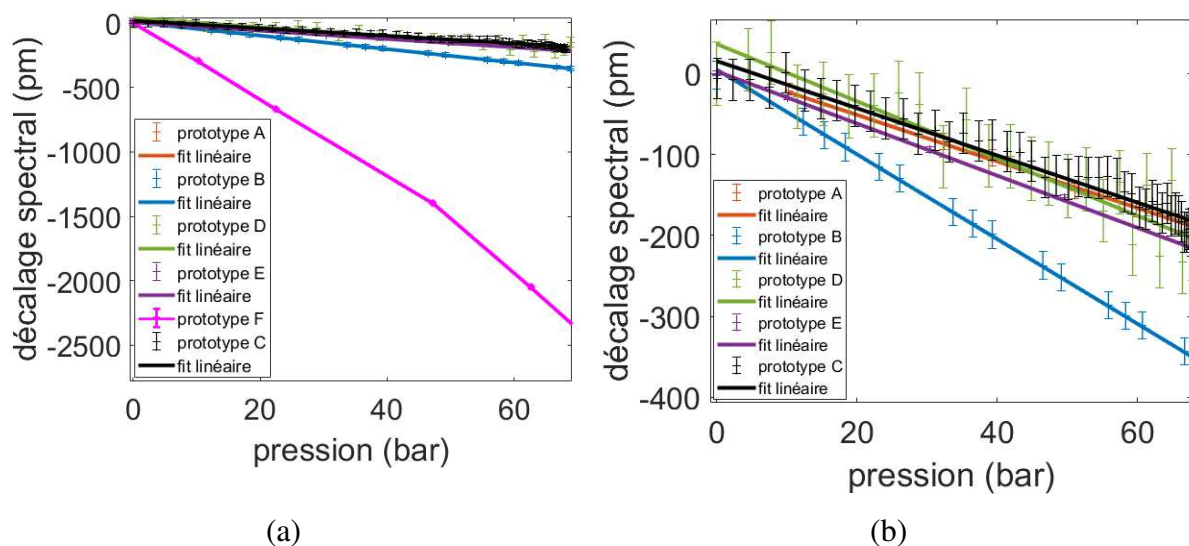 0
-500
-1000
-1500
-2000
-2500
décalage spectral (pm)
prototype A
fit linéaire
prototype B
fit linéaire
prototype D
fit linéaire
prototype E
fit linéaire
prototype F
prototype C
fit linéaire
0 20 40 60
pression (bar)
(a)
0
-100
-200
-300
-400
décalage spectral (pm)
prototype A
fit linéaire
prototype B
fit linéaire
prototype D
fit linéaire
prototype E
fit linéaire
prototype C
fit linéaire
0 20 40 60
pression (bar)
(b)